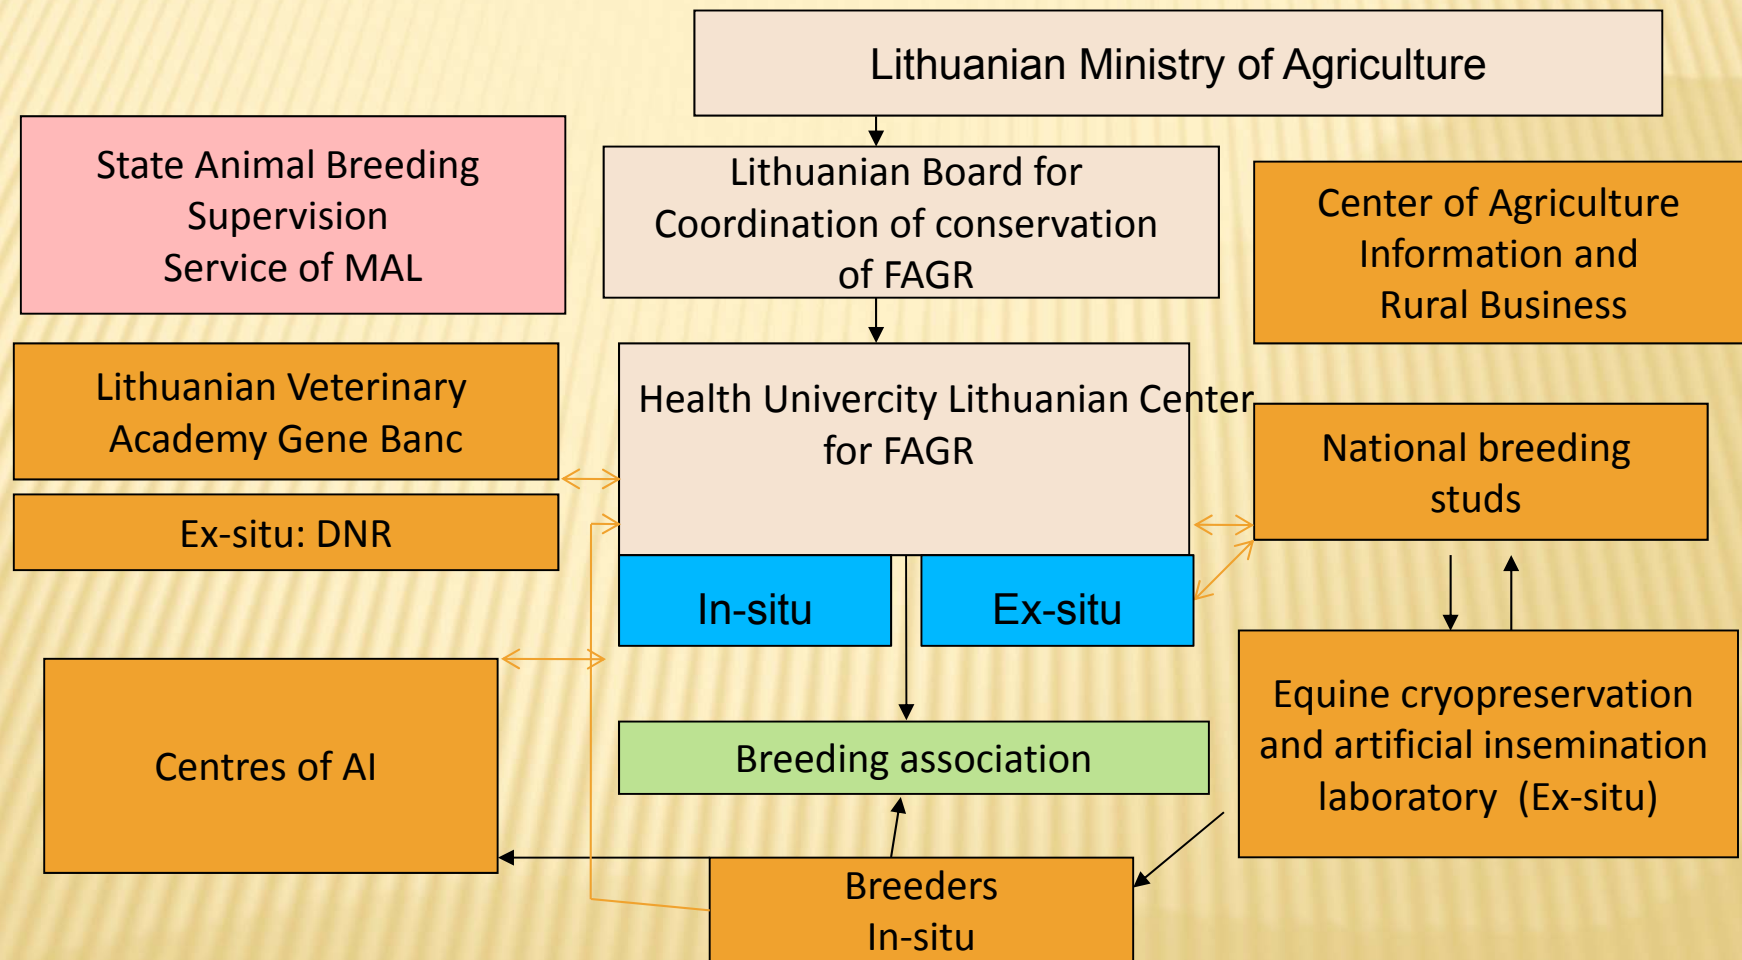 Lithuanian Ministry of Agriculture
State Animal Breeding
Supervision
Service of MAL
Lithuanian Board for
Coordination of conservation
of FAGR
Center of Agriculture
Information and
Rural Business
Lithuanian Veterinary
Academy Gene Banc
Health Univercity Lithuanian Center
for FAGR
National breeding
studs
Ex-situ: DNR
In-situ
Ex-situ
Centres of AI
Breeding association
Equine cryopreservation
and artificial insemination
laboratory (Ex-situ)
Breeders
In-situ